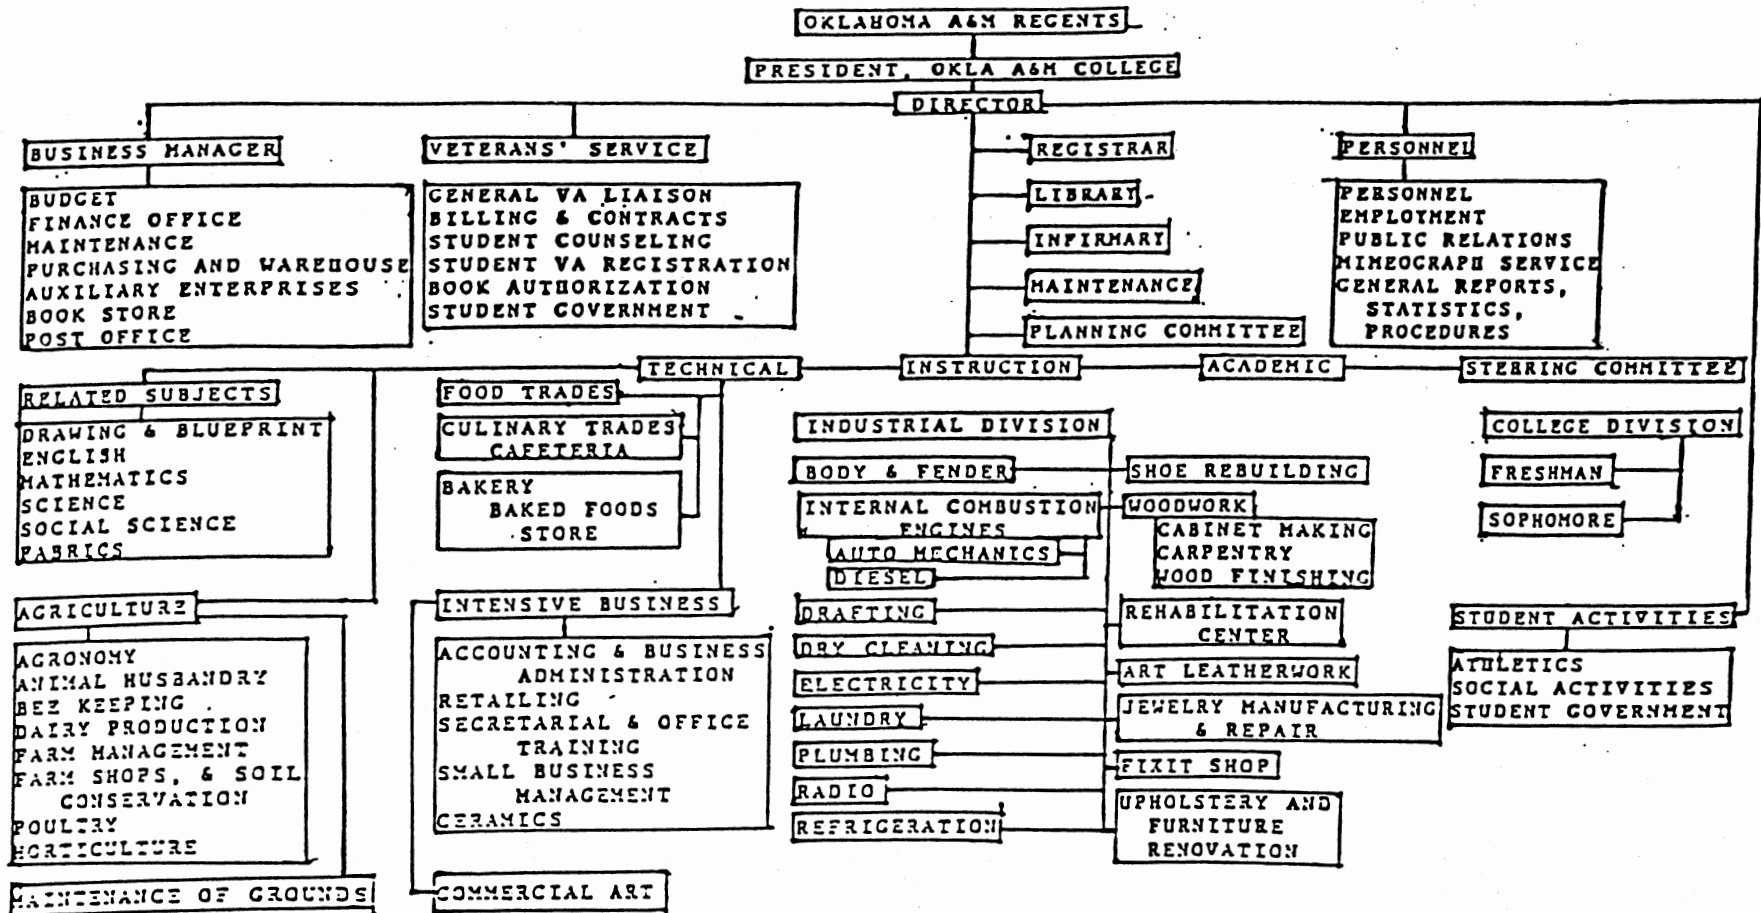 OKLAHOMA A&M REGENTS
PRESIDENT, OKLA A&M COLLEGE
DIRECTOR
BUSINESS MANAGER
BUDGET
FINANCE OFFICE
MAINTENANCE
PURCHASING AND WAREHOUSE
AUXILIARY ENTERPRISES
BOOK STORE
POST OFFICE
VETERANS' SERVICE
GENERAL VA LIAISON
BILLING & CONTRACTS
STUDENT COUNSELING
STUDENT VA REGISTRATION
BOOK AUTHORIZATION
STUDENT GOVERNMENT
REGISTRAR
LIBRARY
INFIRMARY
MAINTENANCE
PLANNING COMMITTEE
PERSONNEL
PERSONNEL
EMPLOYMENT
PUBLIC RELATIONS
MIMEOGRAPH SERVICE
GENERAL REPORTS,
STATISTICS,
PROCEDURES
TECHNICAL
INSTRUCTION
ACADEMIC
STEERING COMMITTEE
RELATED SUBJECTS
DRAWING & BLUEPRINT
ENGLISH
MATHEMATICS
SCIENCE
SOCIAL SCIENCE
FABRICS
FOOD TRADES
CULINARY TRADES
CAFETERIA
BAKERY
BAKED FOODS
STORE
INDUSTRIAL DIVISION
BODY & FENDER
INTERNAL COMBUSTION
ENGINES
AUTO MECHANICS
DIESEL
DRAFTING
DRY CLEANING
ELECTRICITY
LAUNDRY
PLUMBING
RADIO
REFRIGERATION
SHOE REBUILDING
WOODWORK
CABINET MAKING
CARPENTRY
WOOD FINISHING
REHABILITATION
CENTER
ART LEATHERWORK
JEWELRY MANUFACTURING
& REPAIR
FIXIT SHOP
UPHOLSTERY AND
FURNITURE
RENOVATION
COLLEGE DIVISION
FRESHMAN
SOPHOMORE
STUDENT ACTIVITIES
ATHLETICS
SOCIAL ACTIVITIES
STUDENT GOVERNMENT
AGRICULTURE
AGRONOMY
ANIMAL HUSBANDRY
BEE KEEPING
DAIRY PRODUCTION
FARM MANAGEMENT
FARM SHOPS, & SOIL
CONSERVATION
POULTRY
HORTICULTURE
MAINTENANCE OF GROUNDS
INTENSIVE BUSINESS
ACCOUNTING & BUSINESS
ADMINISTRATION
RETAILING
SECRETARIAL & OFFICE
TRAINING
SMALL BUSINESS
MANAGEMENT
CERAMICS
COMMERCIAL ART